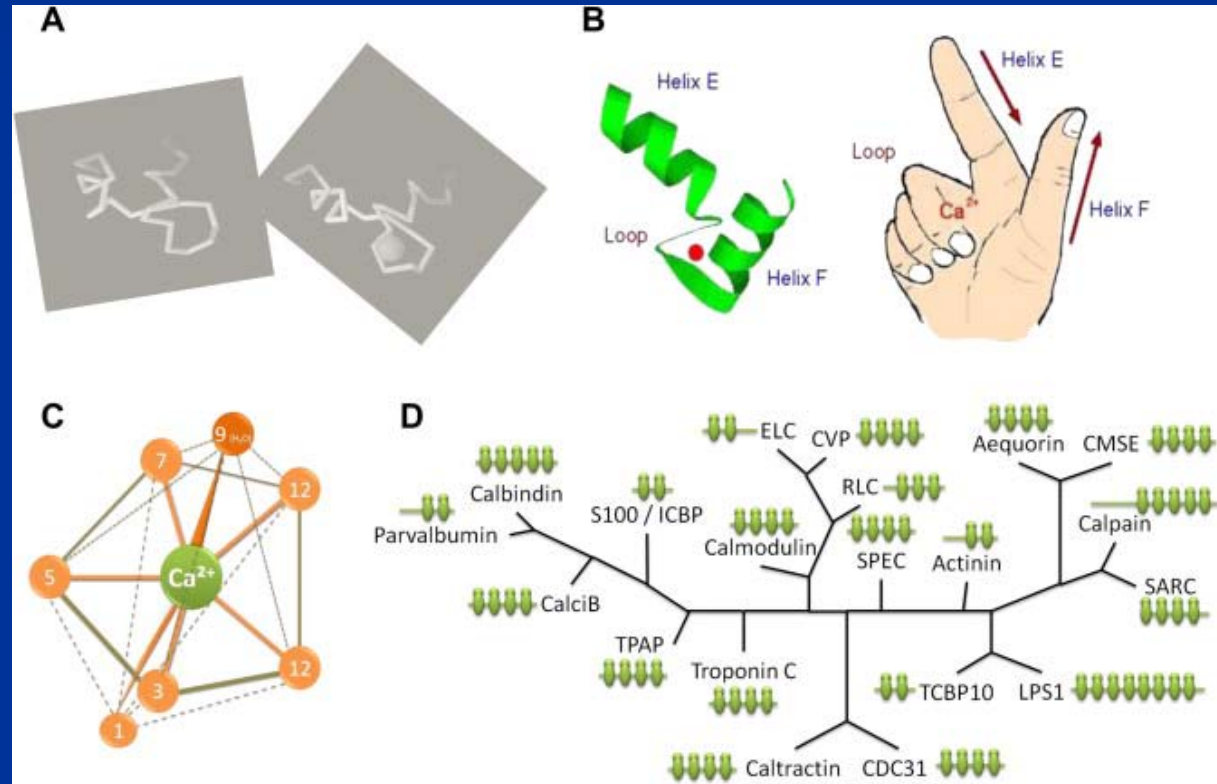 A
B
Helix E
Loop
Helix F
Helix E
Loop
Ca²⁺
Helix F
C
9 (H₂O)
7
12
Ca²⁺
5
12
3
1
D
ELC
CVP
Aequorin
CMSE
Calbindin
S100 / ICBP
RLC
Calpain
Parvalbumin
Calmodulin
SPEC
Actinin
CalciB
SARC
TPAP
Troponin C
TCBP10
LPS1
Caltractin
CDC31